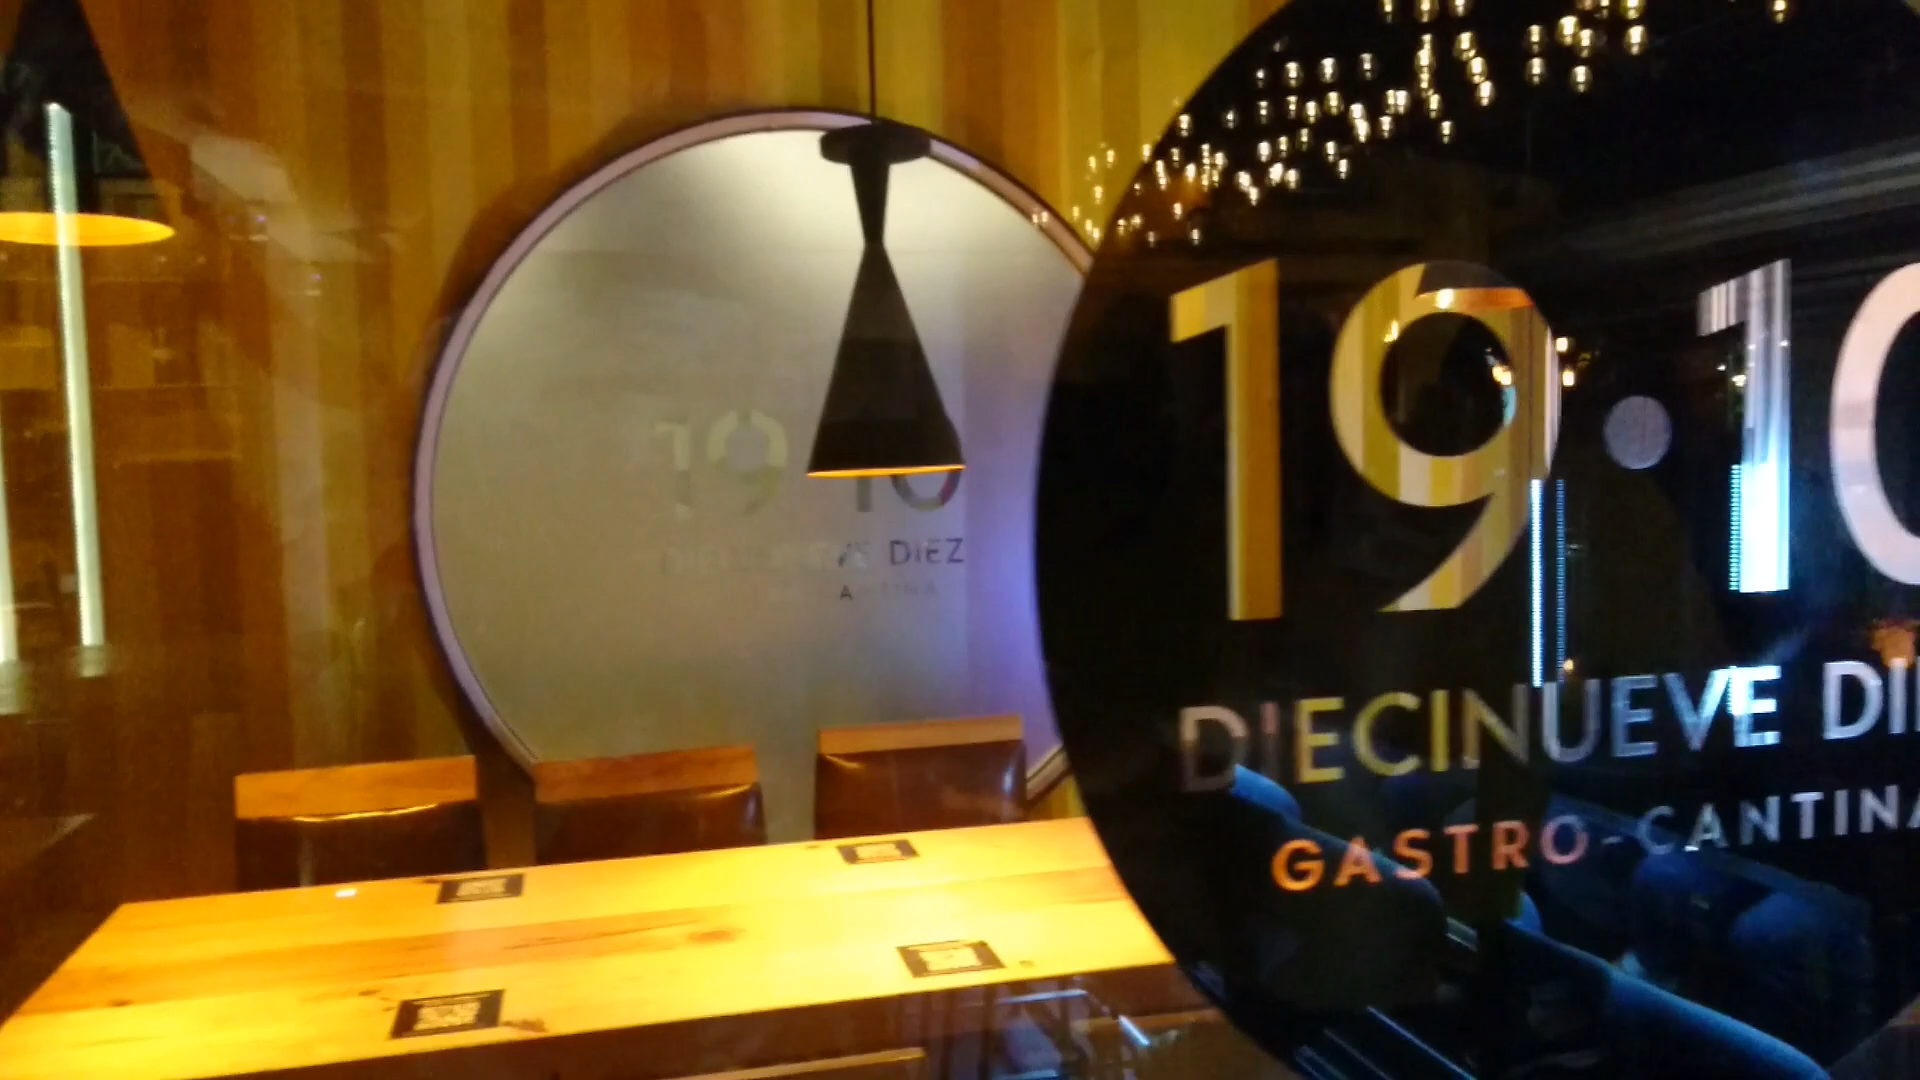 19·10
DIECINUEVE DI
GASTRO-CANTINA
19 10
DIEZ